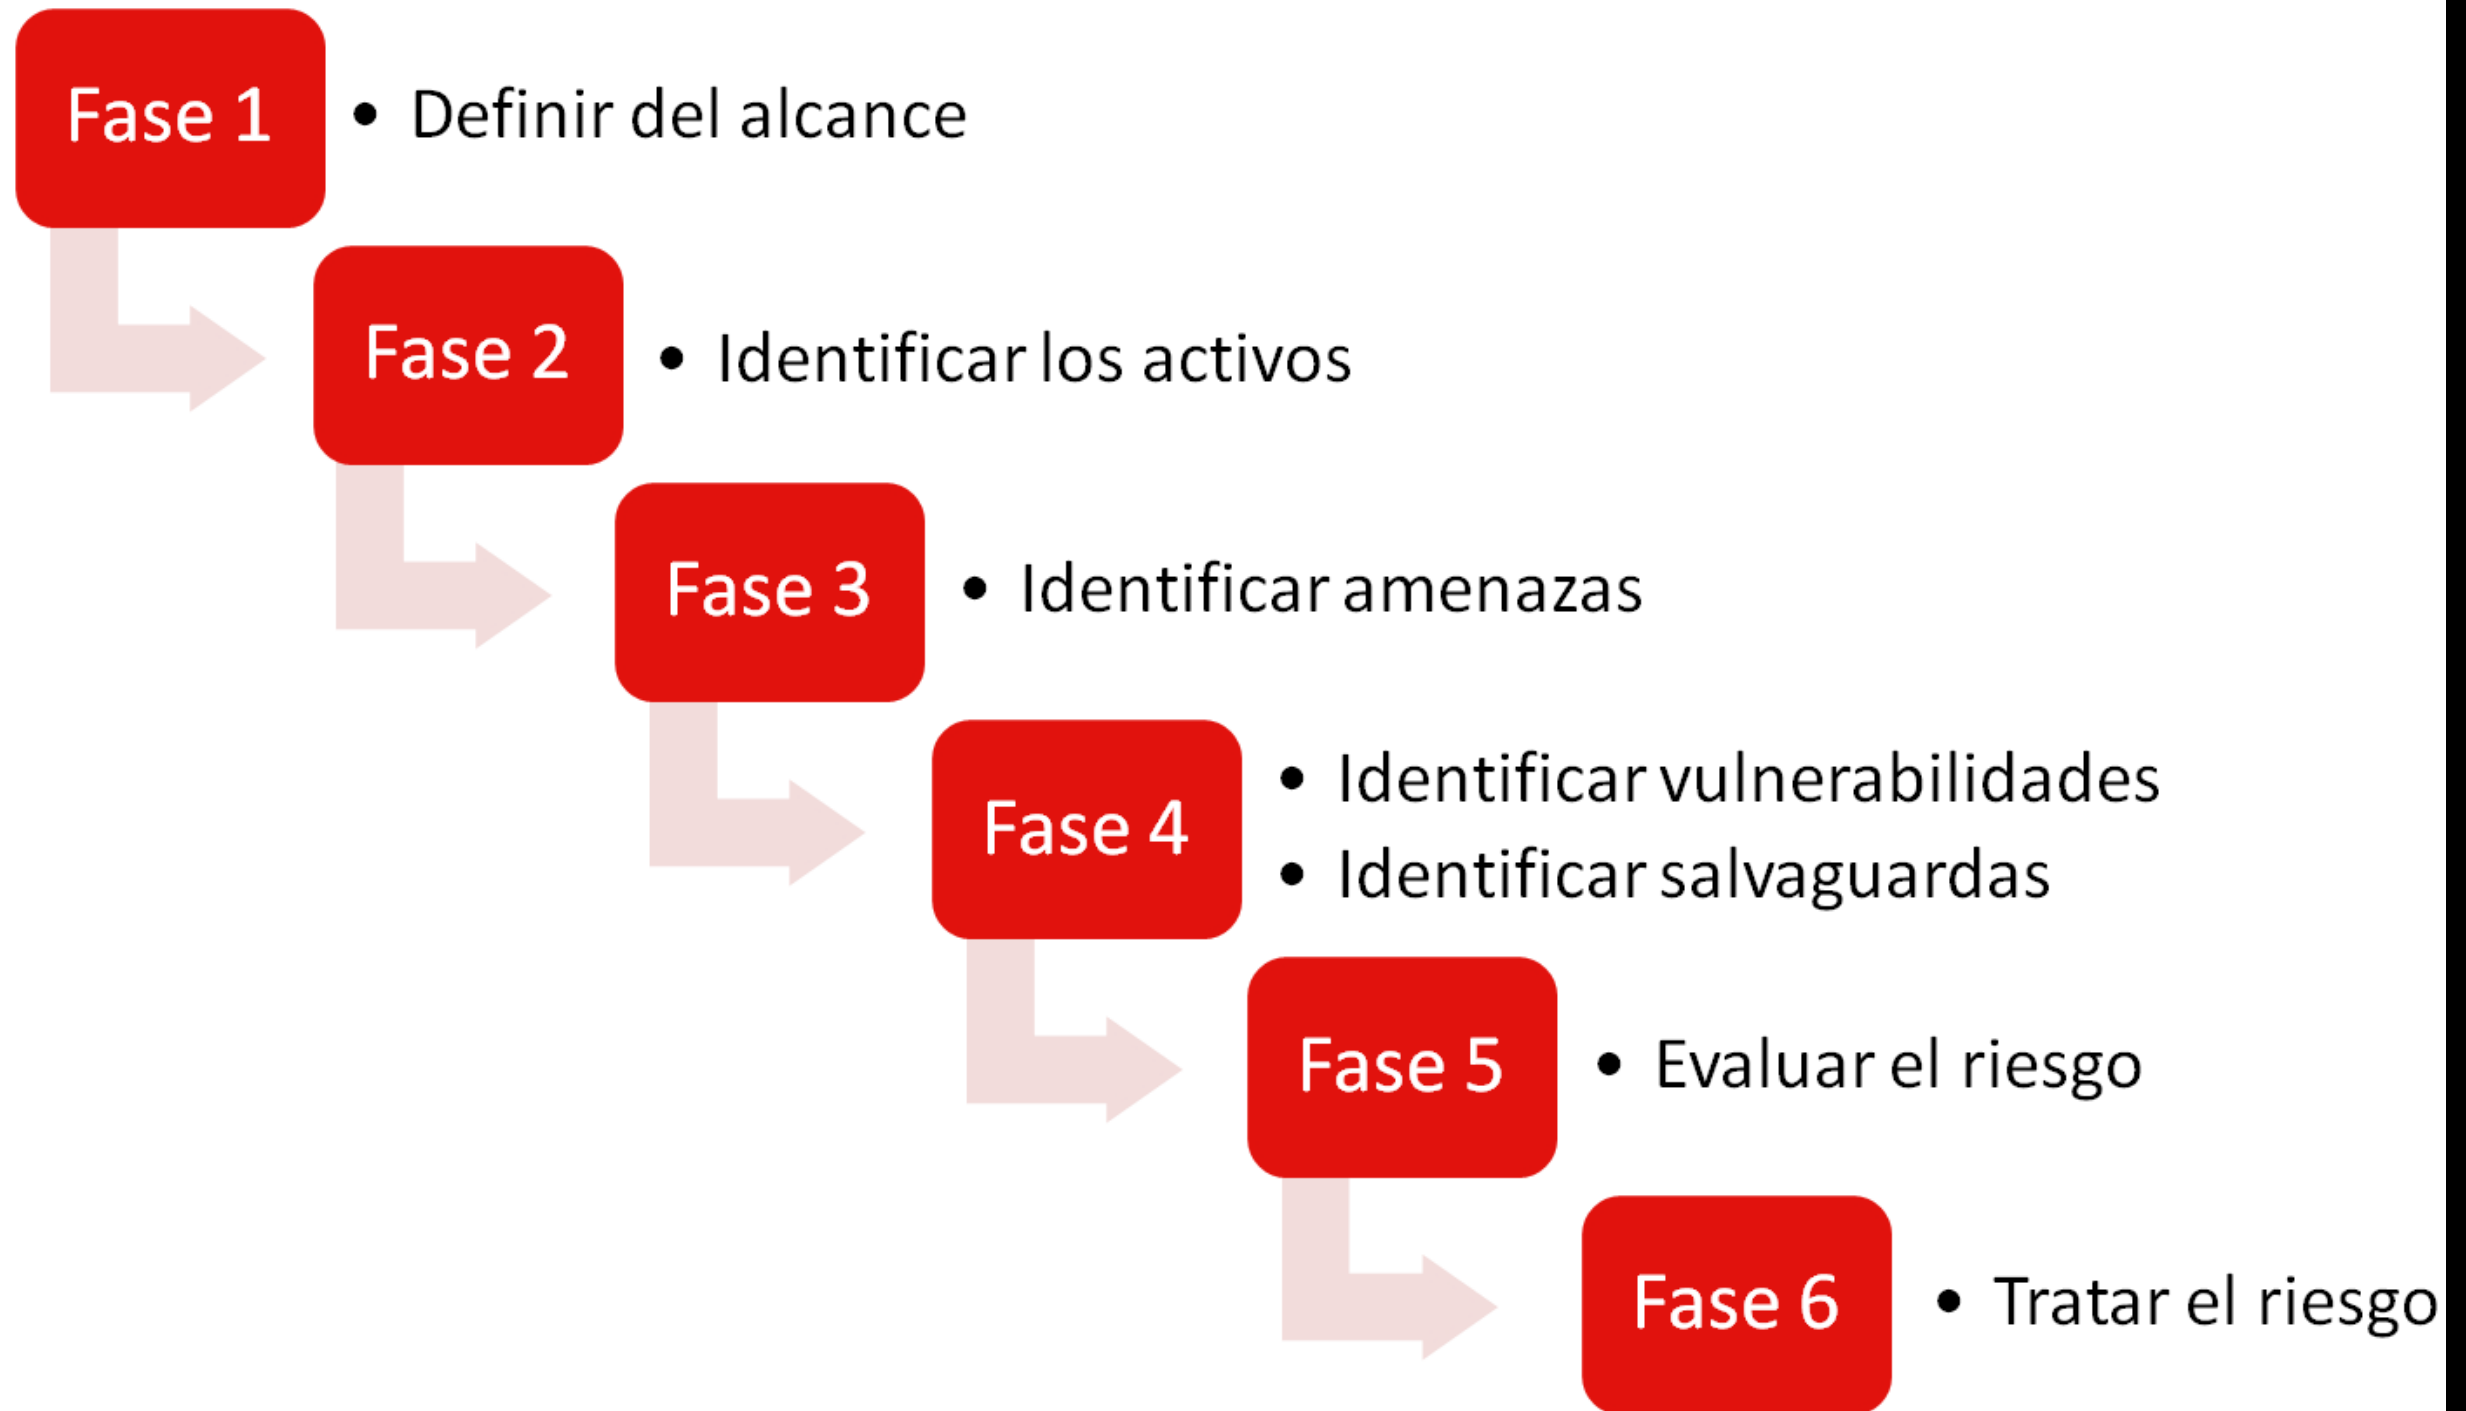 Fase 1
• Definir del alcance
Fase 2
• Identificar los activos
Fase 3
• Identificar amenazas
Fase 4
• Identificar vulnerabilidades
• Identificar salvaguardas
Fase 5
• Evaluar el riesgo
Fase 6
• Tratar el riesgo